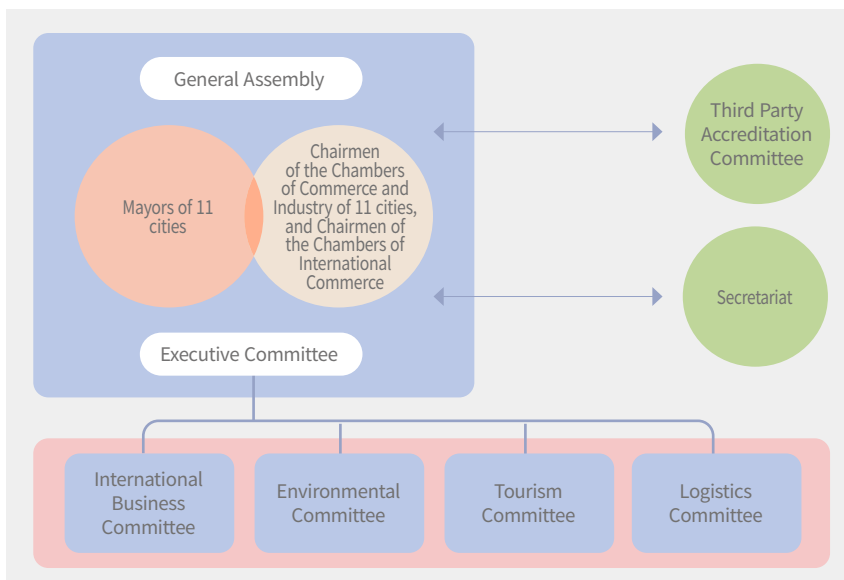 General Assembly
Mayors of 11
cities
Chairmen
of the Chambers
of Commerce and
Industry of 11 cities,
and Chairmen of
the Chambers of
International
Commerce
Third Party
Accreditation
Committee
Secretariat
Executive Committee
International
Business
Committee
Environmental
Committee
Tourism
Committee
Logistics
Committee